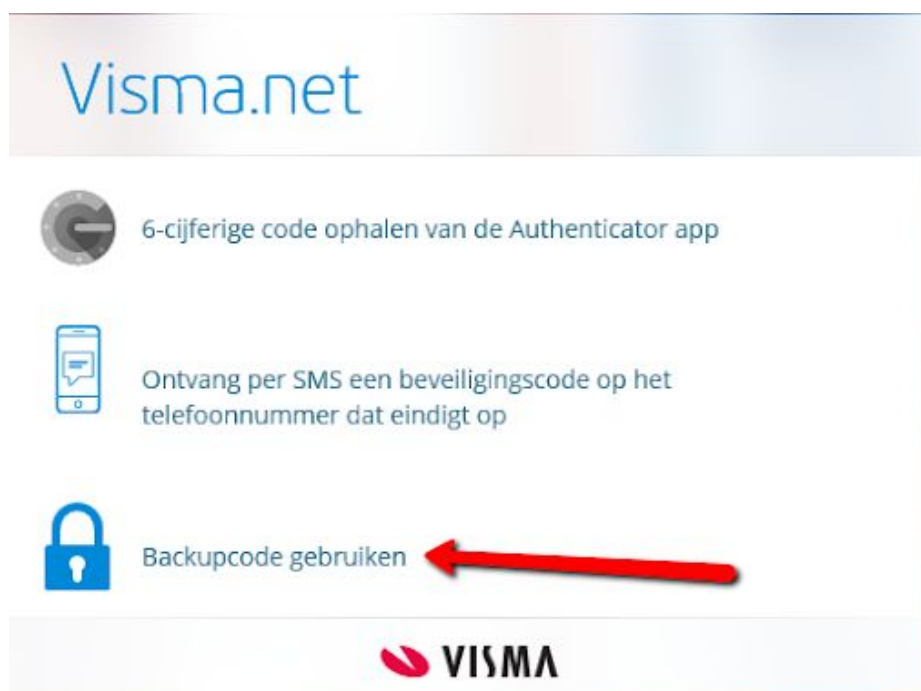 Visma.net
6-cijferige code ophalen van de Authenticator app
Ontvang per SMS een beveiligingscode op het
telefoonnummer dat eindigt op
Backupcode gebruiken
VISMA